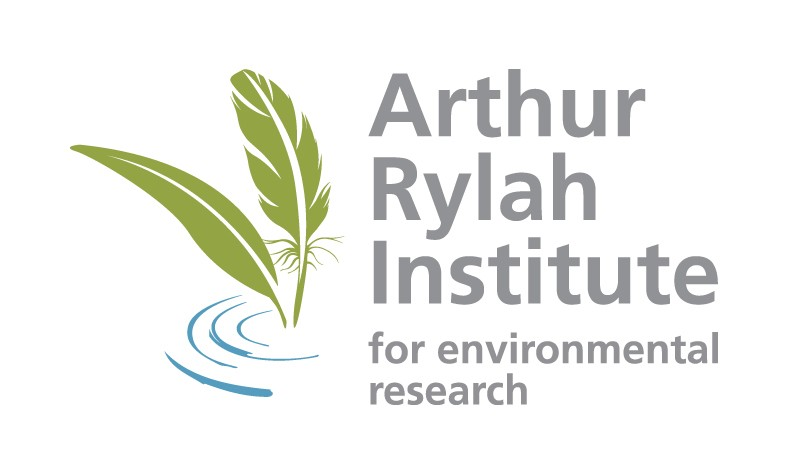 Arthur
Rylah
Institute
for environmental
research